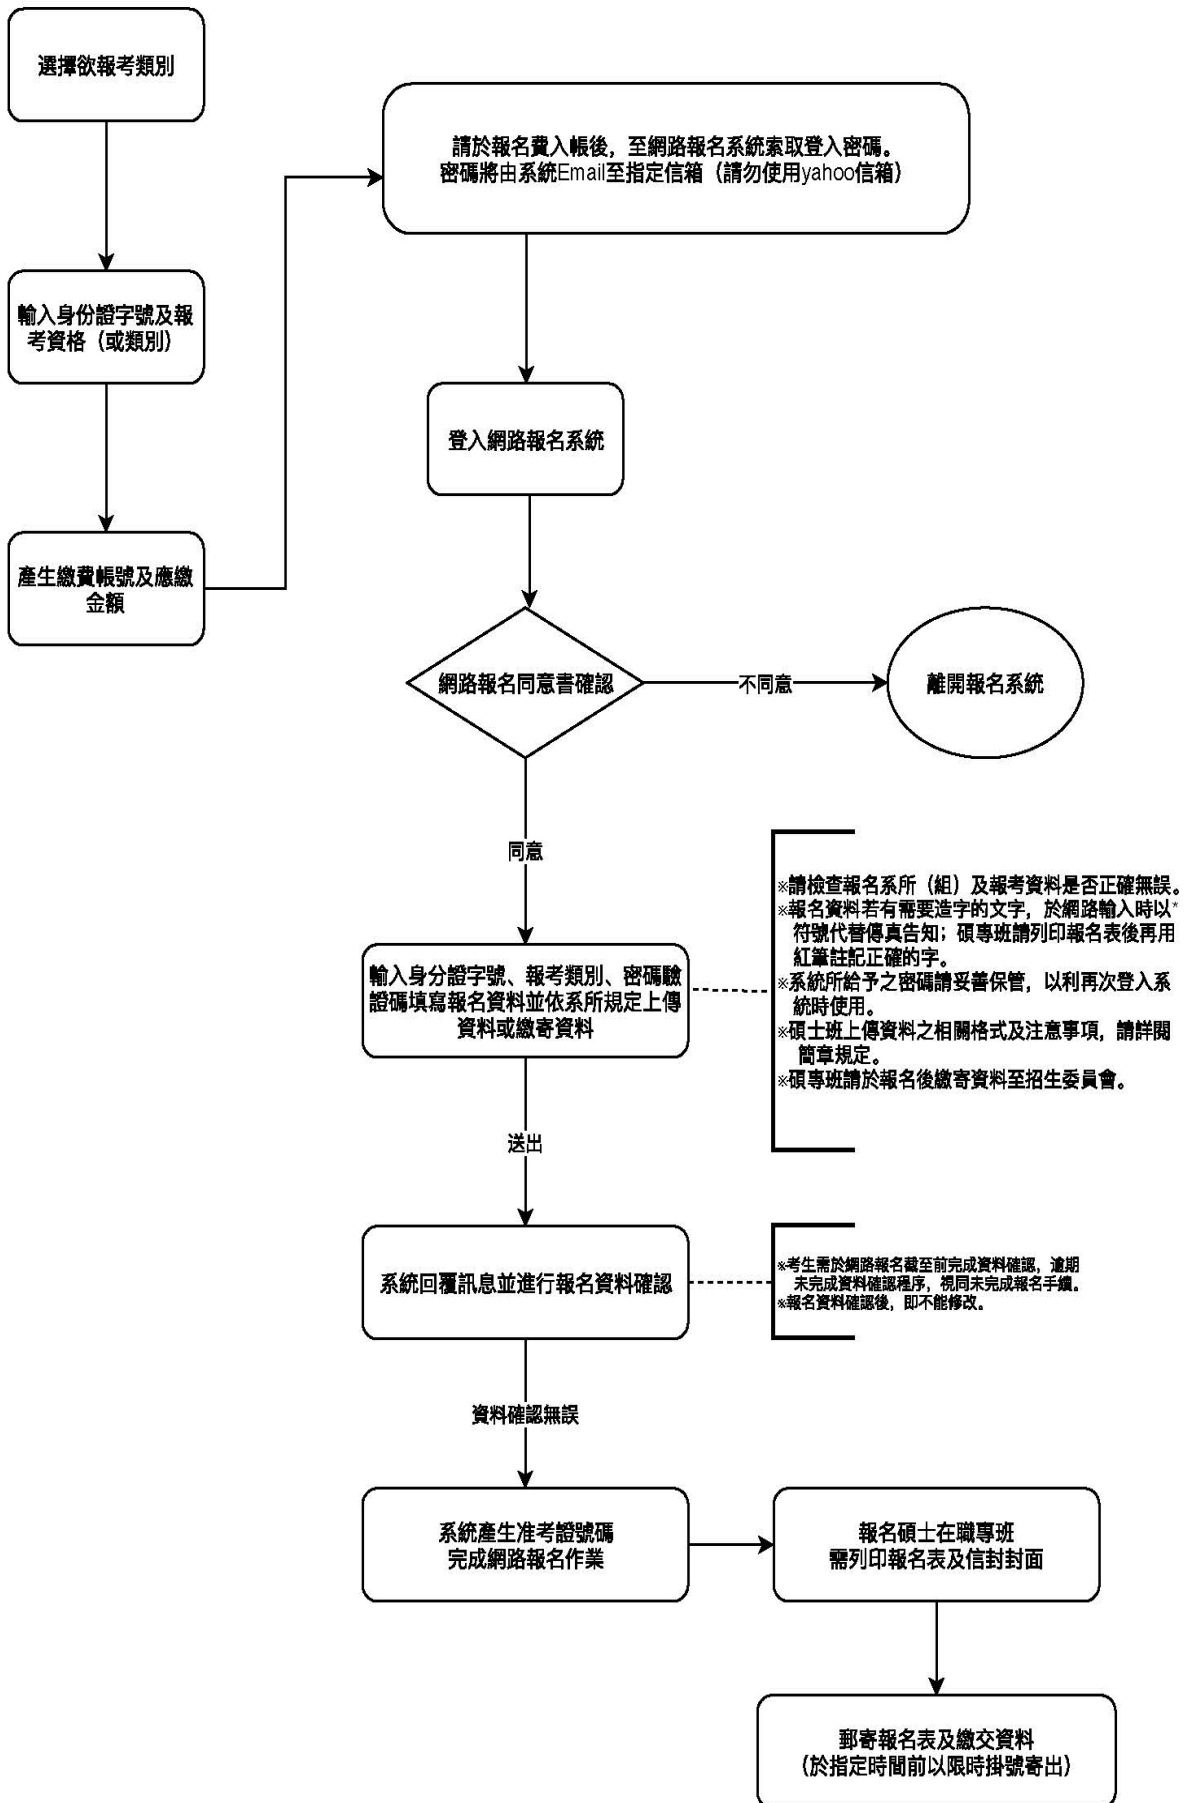 選擇欲報考類別
輸入身份證字號及報
考資格（或類別）
產生繳費帳號及應繳
金額
請於報名費入帳後，至網路報名系統索取登入密碼。
密碼將由系統Email至指定信箱（請勿使用yahoo信箱）
登入網路報名系統
網路報名同意書確認
不同意
離開報名系統
同意
輸入身分證字號、報考類別、密碼驗
證碼填寫報名資料並依系所規定上傳
資料或繳寄資料
※請檢查報名系所（組）及報考資料是否正確無誤。
※報名資料若有需要造字的文字，於網路輸入時以*
符號代替傳真告知；碩專班請列印報名表後再用
紅筆註記正確的字。
※系統所給予之密碼請妥善保管，以利再次登入系
統時使用。
※碩士班上傳資料之相關格式及注意事項，請詳閱
簡章規定。
※碩專班請於報名後繳寄資料至招生委員會。
送出
系統回覆訊息並進行報名資料確認
※考生需於網路報名截至前完成資料確認，逾期
未完成資料確認程序，視同未完成報名手續。
※報名資料確認後，即不能修改。
資料確認無誤
系統產生准考證號碼
完成網路報名作業
報名碩士在職專班
需列印報名表及信封封面
郵寄報名表及繳交資料
（於指定時間前以限時掛號寄出）